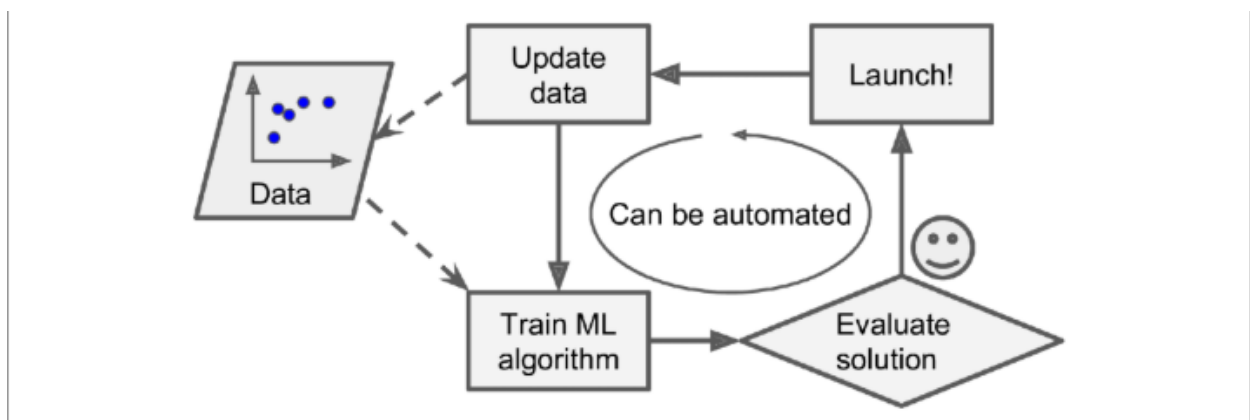 Update
data
Launch!
Data
Can be automated
Train ML
algorithm
Evaluate
solution